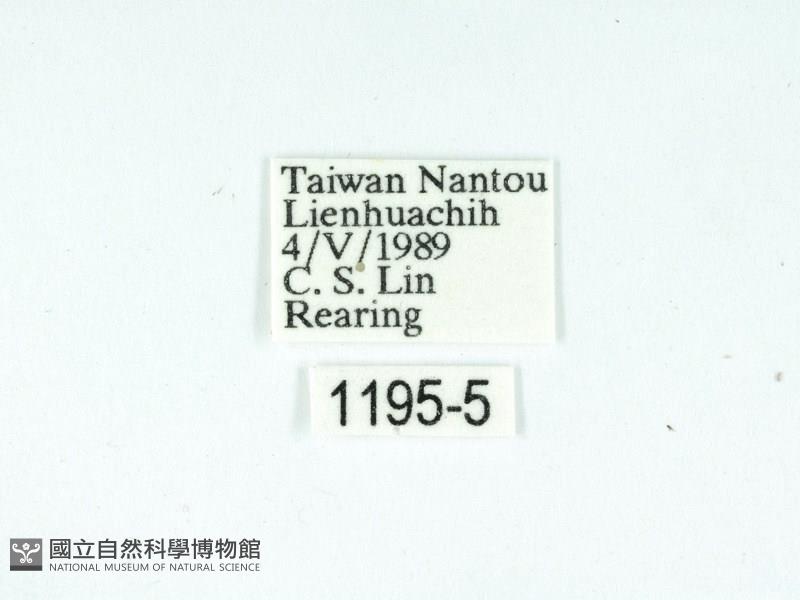 Taiwan Nantou
Lienhuachih
4/V/1989
C. S. Lin
Rearing
1195-5
國立自然科學博物館
NATIONAL MUSEUM OF NATURAL SCIENCE